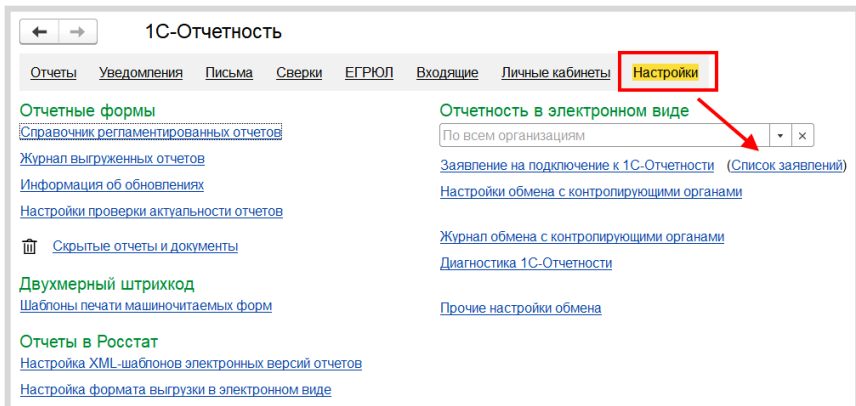 1С-Отчетность
Отчеты Уведомления Письма Сверки ЕГРЮЛ Входящие Личные кабинеты Настройки
Отчетные формы
Справочник регламентированных отчетов
Журнал выгруженных отчетов
Информация об обновлениях
Настройки проверки актуальности отчетов
Скрытые отчеты и документы
Двухмерный штрихкод
Шаблоны печати машиночитаемых форм
Отчеты в Росстат
Настройка XML-шаблонов электронных версий отчетов
Настройка формата выгрузки в электронном виде
Отчетность в электронном виде
По всем организациям
Заявление на подключение к 1С-Отчетности (Список заявлений)
Настройки обмена с контролирующими органами
Журнал обмена с контролирующими органами
Диагностика 1С-Отчетности
Прочие настройки обмена